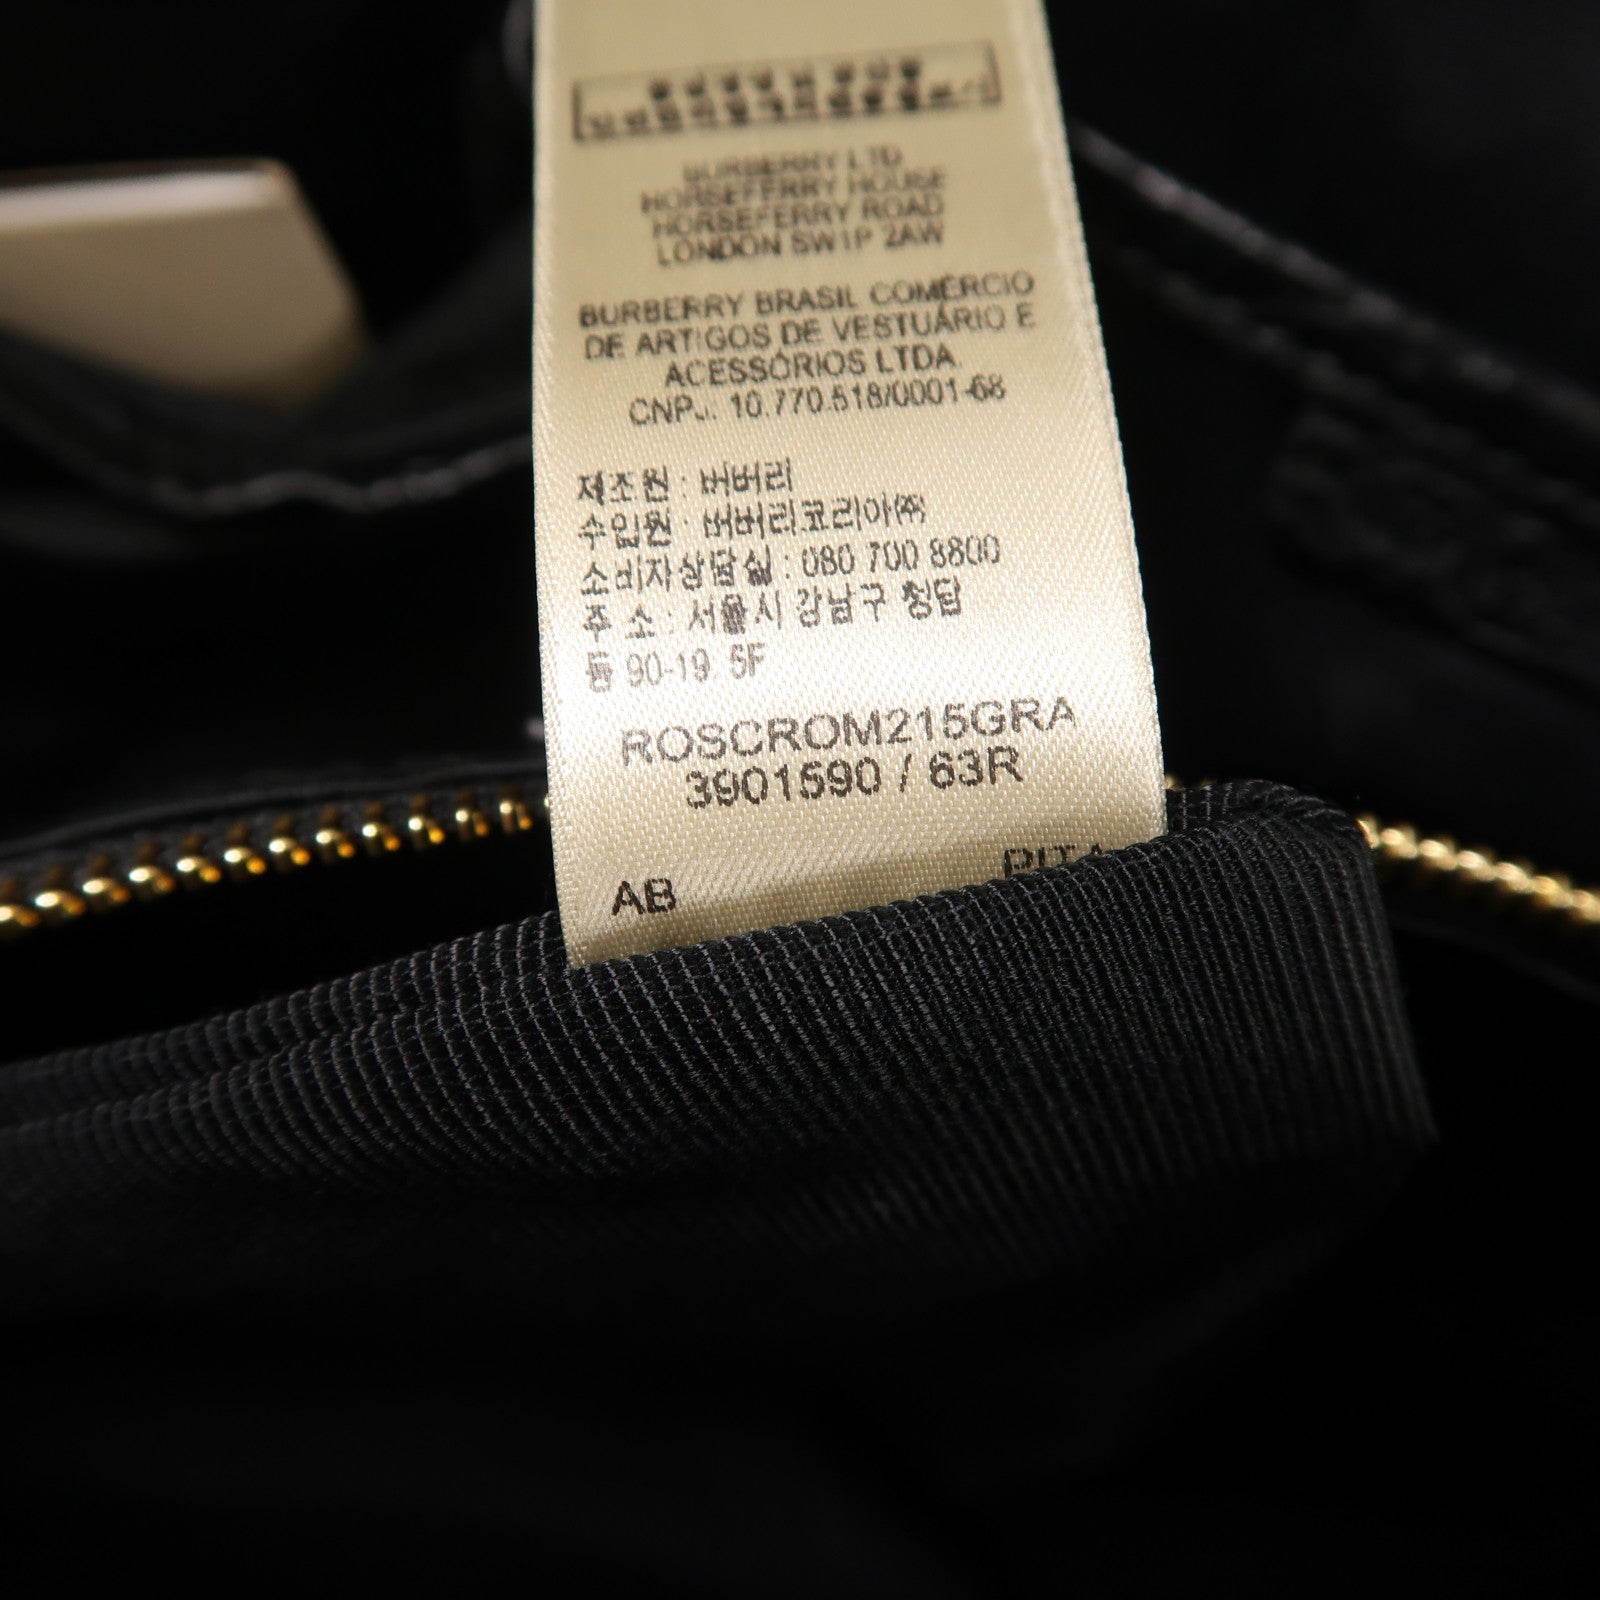 BURBERRY LTD
HORSEFERRY HOUSE
HORSEFERRY ROAD
LONDON SW1P 2AW
BURBERRY BRASIL COMÉRCIO
DE ARTIGOS DE VESTUÁRIO E
ACESSÓRIOS LTDA.
CNPJ: 10.770.518/0001-68
제조원 : 버버리
수입원 : 버버리코리아(주)
소비자상담실 : 080 700 8800
주 소 : 서울시 강남구 청담
동 90-19 5F
ROSCROM215GRA
3901590 / 63R
AB